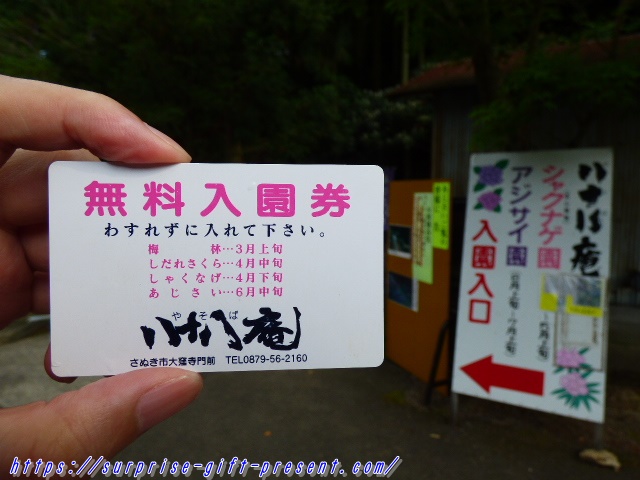 無料入園券
わすれずに入れて下さい。
梅　　林…3月上旬
しだれさくら…4月中旬
しゃくなげ…4月下旬
あじさい…6月中旬
やそば
八十八庵
さぬき市大窪寺門前　TEL0879-56-2160
八十八庵
シャクナゲ園
アジサイ園
入園入口
https://surprise-gift-present.com/